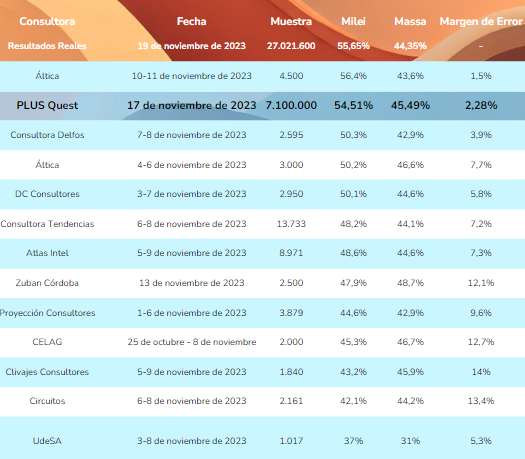 Consultora Fecha Muestra Milei Massa Margen de Error
Resultados Reales 19 de noviembre de 2023 27.021.600 55,65% 44,35% -
Áltica 10-11 de noviembre de 2023 4.500 56,4% 43,6% 1,5%
PLUS Quest 17 de noviembre de 2023 7.100.000 54,51% 45,49% 2,28%
Consultora Delfos 7-8 de noviembre de 2023 2.595 50,3% 42,9% 3,9%
Áltica 4-6 de noviembre de 2023 3.000 50,2% 46,6% 7,7%
DC Consultores 3-7 de noviembre de 2023 2.950 50,1% 44,6% 5,8%
Consultora Tendencias 6-8 de noviembre de 2023 13.733 48,2% 44,1% 7,2%
Atlas Intel 5-9 de noviembre de 2023 8.971 48,6% 44,6% 7,3%
Zuban Córdoba 13 de noviembre de 2023 2.500 47,9% 48,7% 12,1%
Proyección Consultores 1-6 de noviembre de 2023 3.879 44,6% 42,9% 9,6%
CELAG 25 de octubre - 8 de noviembre 2.000 45,3% 46,7% 12,7%
Clivajes Consultores 5-9 de noviembre de 2023 1.840 43,2% 45,9% 14%
Circuitos 6-8 de noviembre de 2023 2.161 42,1% 44,2% 13,4%
UdeSA 3-8 de noviembre de 2023 1.017 37% 31% 5,3%